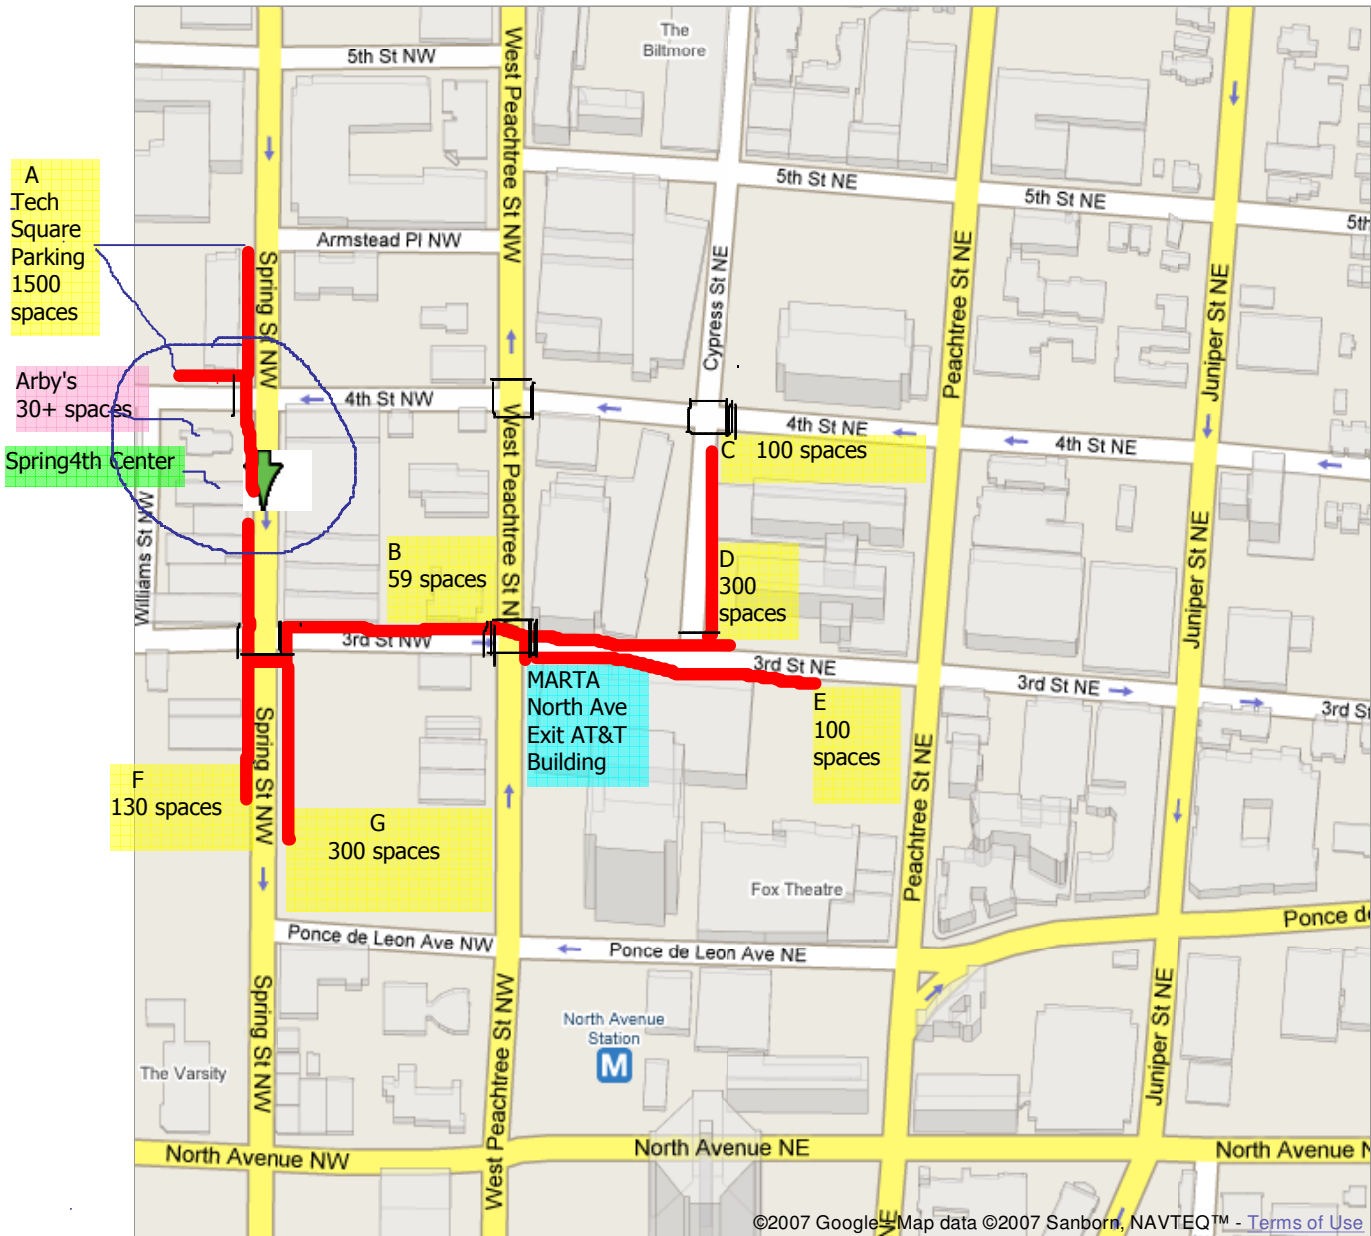 The
Biltmore
5th St NW
West Peachtree St NW
A
Tech
Square
Parking
1500
spaces
5th St NE
5th St NE
5th
Armstead Pl NW
Spring St NW
Cypress St NE
Peachtree St NE
Juniper St NE
Arby's
30+ spaces
4th St NW
4th St NE
4th St NE
Spring4th Center
C 100 spaces
West Peachtree St N
Williams St NW
B
59 spaces
D
300
spaces
Juniper St NE
3rd St NW
3rd St NE
3rd St NE
3rd St
MARTA
North Ave
Exit AT&T
Building
E
100
spaces
Spring St NW
Peachtree St NE
F
130 spaces
G
300 spaces
Fox Theatre
Ponce de
Ponce de Leon Ave NW
Ponce de Leon Ave NE
Spring St NW
West Peachtree St NW
North Avenue
Station
M
Juniper St NE
The Varsity
North Avenue NW
North Avenue NE
North Avenue N
NE
©2007 Google - Map data ©2007 Sanborn, NAVTEQ™ - Terms of Use